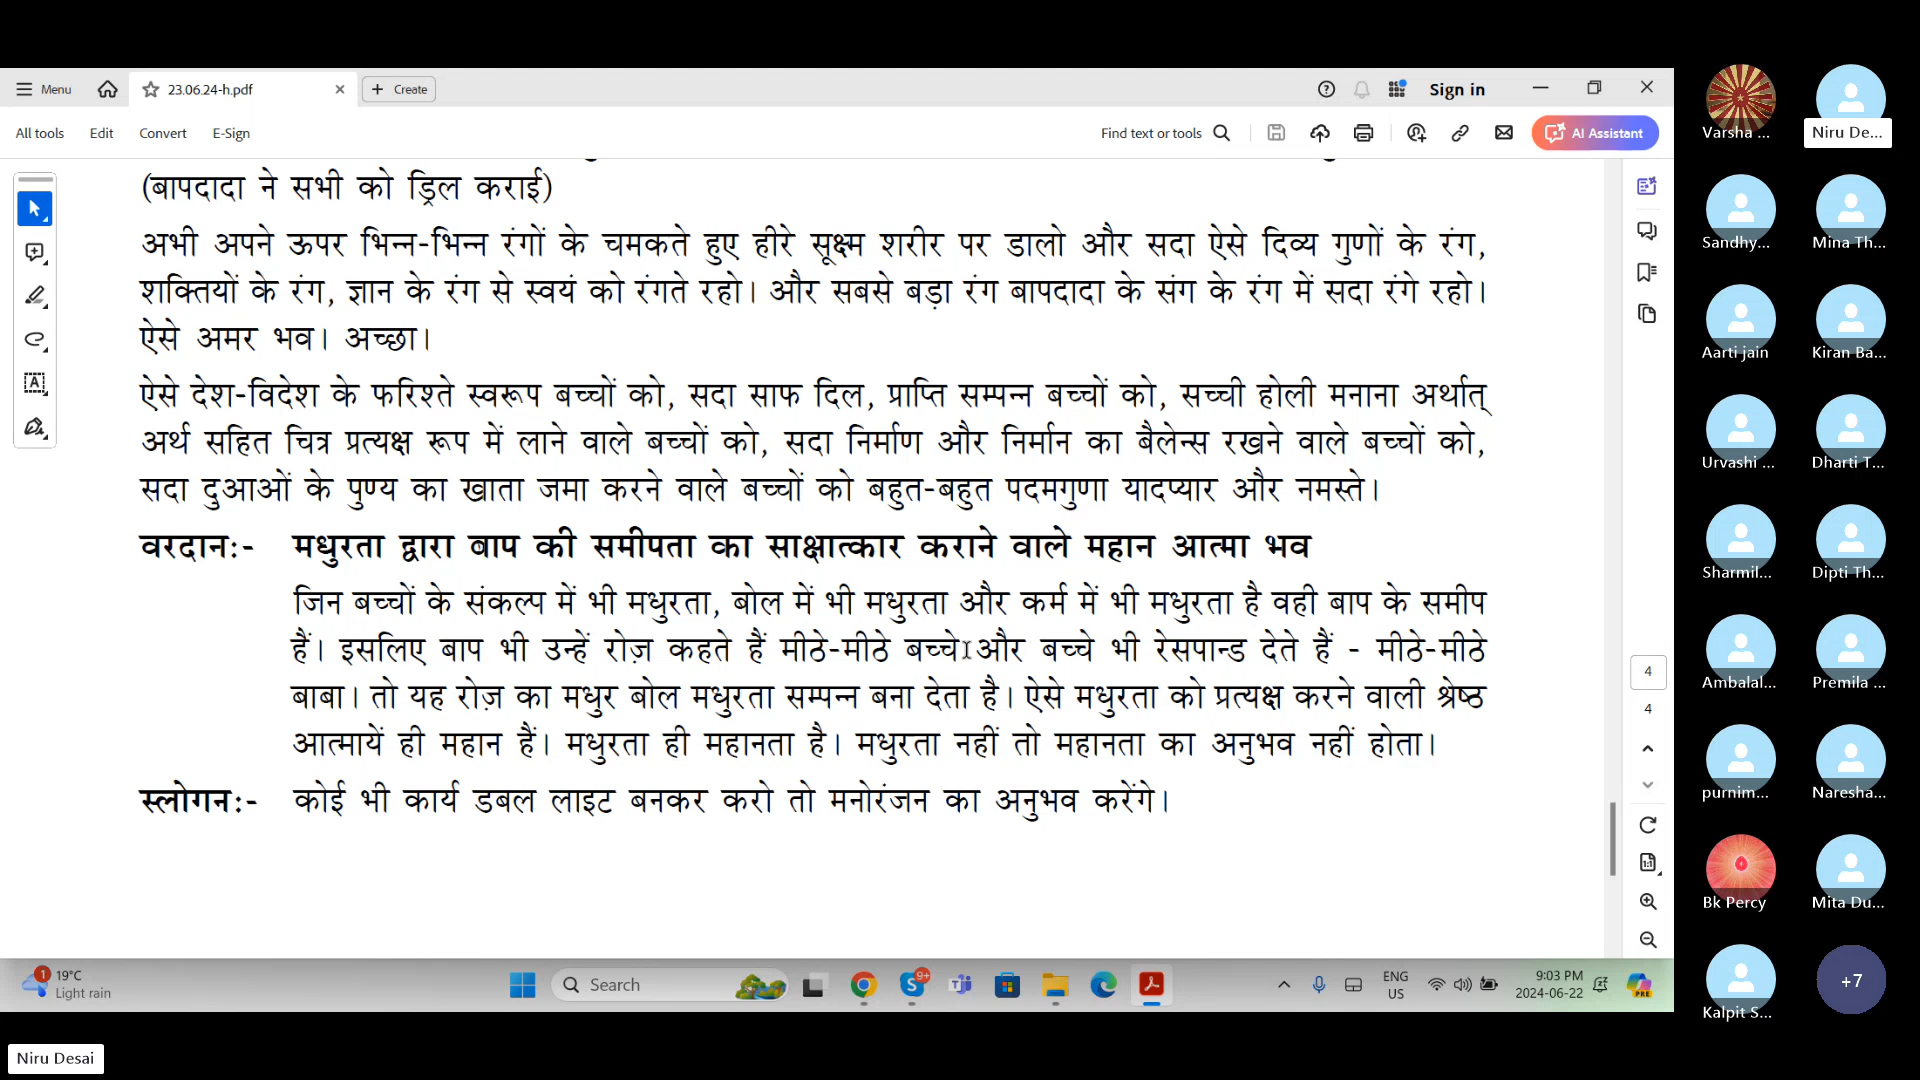 Menu
23.06.24-h.pdf
Create
Sign in
All tools
Edit
Convert
E-Sign
Find text or tools
AI Assistant
(बापदादा ने सभी को ड्रिल कराई)
अभी अपने ऊपर भिन्न-भिन्न रंगों के चमकते हुए हीरे सूक्ष्म शरीर पर डालो और सदा ऐसे दिव्य गुणों के रंग,
शक्तियों के रंग, ज्ञान के रंग से स्वयं को रंगते रहो। और सबसे बड़ा रंग बापदादा के संग के रंग में सदा रंगे रहो।
ऐसे अमर भव। अच्छा।
ऐसे देश-विदेश के फरिश्ते स्वरूप बच्चों को, सदा साफ दिल, प्राप्ति सम्पन्न बच्चों को, सच्ची होली मनाना अर्थात्
अर्थ सहित चित्र प्रत्यक्ष रूप में लाने वाले बच्चों को, सदा निर्माण और निर्मान का बैलेन्स रखने वाले बच्चों को,
सदा दुआओं के पुण्य का खाता जमा करने वाले बच्चों को बहुत-बहुत पदमगुणा यादप्यार और नमस्ते।
वरदान:- मधुरता द्वारा बाप की समीपता का साक्षात्कार कराने वाले महान आत्मा भव
जिन बच्चों के संकल्प में भी मधुरता, बोल में भी मधुरता और कर्म में भी मधुरता है वही बाप के समीप
हैं। इसलिए बाप भी उन्हें रोज़ कहते हैं मीठे-मीठे बच्चे और बच्चे भी रेसपान्ड देते हैं - मीठे-मीठे
बाबा। तो यह रोज़ का मधुर बोल मधुरता सम्पन्न बना देता है। ऐसे मधुरता को प्रत्यक्ष करने वाली श्रेष्ठ
आत्मायें ही महान हैं। मधुरता ही महानता है। मधुरता नहीं तो महानता का अनुभव नहीं होता।
स्लोगन:- कोई भी कार्य डबल लाइट बनकर करो तो मनोरंजन का अनुभव करेंगे।
4
4
1
19°C
Light rain
Search
9+
ENG
US
9:03 PM
2024-06-22
PRE
Niru Desai
Varsha ...
Niru De...
Sandhy...
Mina Th...
Aarti jain
Kiran Ba...
Urvashi ...
Dharti T...
Sharmil...
Dipti Th...
Ambalal...
Premila ...
purnim...
Naresha...
Bk Percy
Mita Du...
Kalpit S...
+7